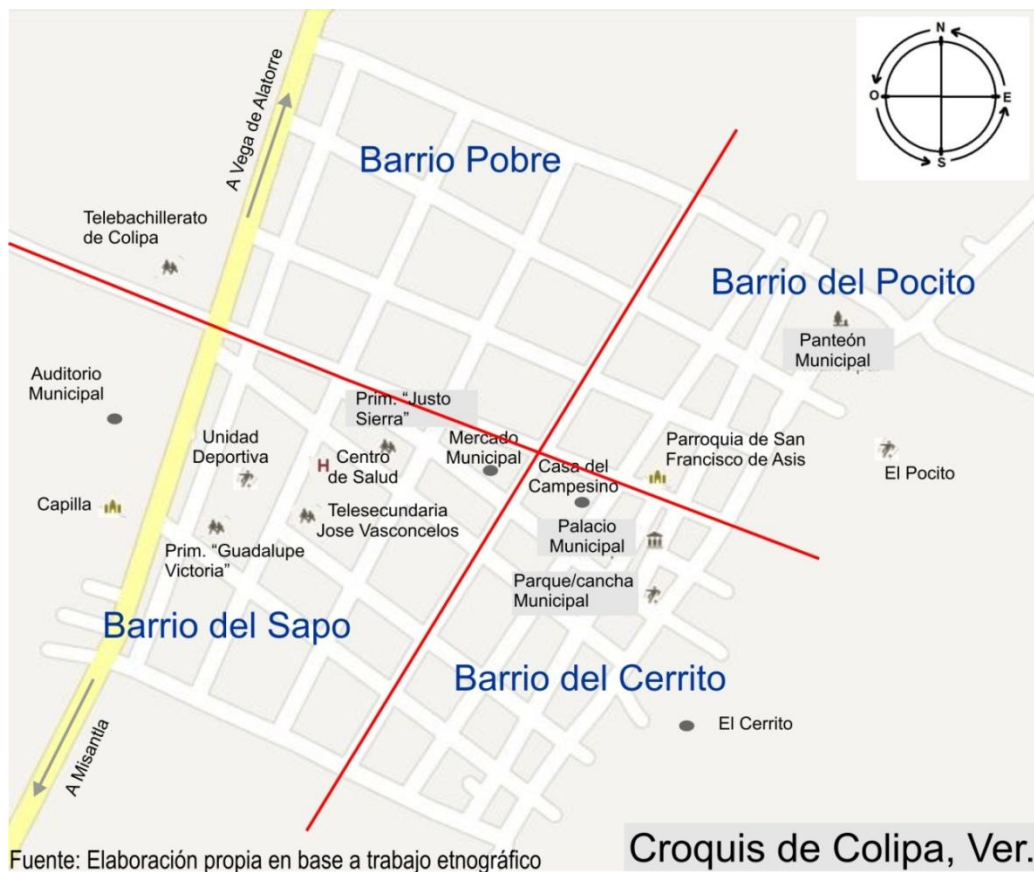 N
O
E
S
A Vega de Alatorre
Barrio Pobre
Telebachillerato
de Colipa
Barrio del Pocito
Panteón
Municipal
Auditorio
Municipal
Prim. “Justo
Sierra”
Unidad
Deportiva
Mercado
Municipal
Parroquia de San
Francisco de Asis
H
Centro
de Salud
Casa del
Campesino
El Pocito
Capilla
Telesecundaria
Jose Vasconcelos
Palacio
Municipal
Prim. “Guadalupe
Victoria”
Parque/cancha
Municipal
Barrio del Sapo
Barrio del Cerrito
El Cerrito
A Misantla
Fuente: Elaboración propia en base a trabajo etnográfico
Croquis de Colipa, Ver.